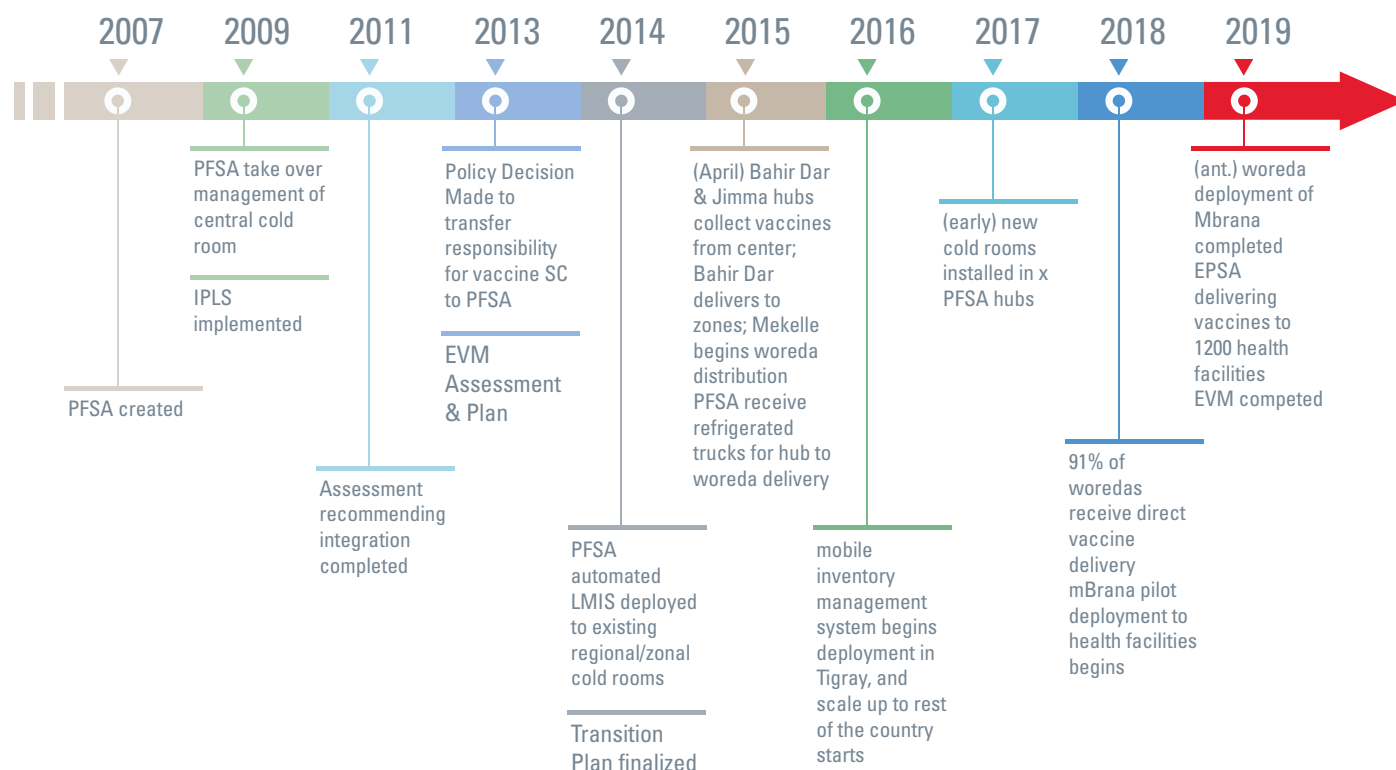 2007
2009
2011
2013
2014
2015
2016
2017
2018
2019
PFSA created
PFSA take over
management of
central cold
room
IPLS
implemented
Assessment
recommending
integration
completed
Policy Decision
Made to
transfer
responsibility
for vaccine SC
to PFSA
EVM
Assessment
& Plan
PFSA
automated
LMIS deployed
to existing
regional/zonal
cold rooms
Transition
Plan finalized
(April) Bahir Dar
& Jimma hubs
collect vaccines
from center;
Bahir Dar
delivers to
zones; Mekelle
begins woreda
distribution
PFSA receive
refrigerated
trucks for hub to
woreda delivery
mobile
inventory
management
system begins
deployment in
Tigray, and
scale up to rest
of the country
starts
(early) new
cold rooms
installed in x
PFSA hubs
91% of
woredas
receive direct
vaccine
delivery
mBrana pilot
deployment to
health facilities
begins
(ant.) woreda
deployment of
Mbrana
completed
EPSA
delivering
vaccines to
1200 health
facilities
EVM competed